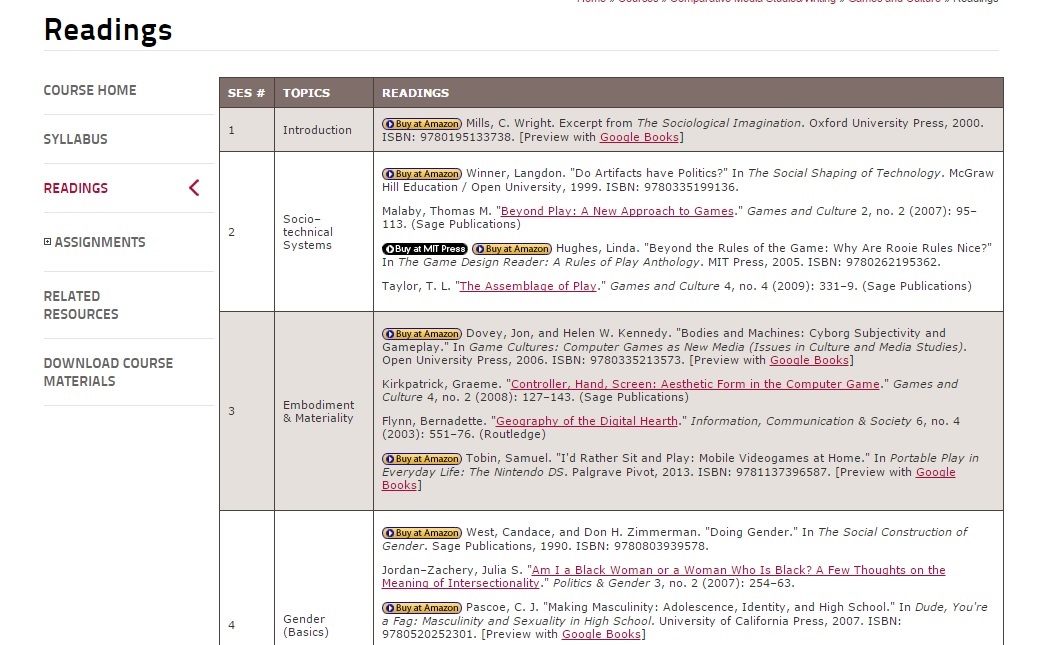 Home » Courses » Comparative Media Studies/Writing » Games and Culture » Readings
Readings
COURSE HOME
SYLLABUS
READINGS
ASSIGNMENTS
RELATED
RESOURCES
DOWNLOAD COURSE
MATERIALS
SES # TOPICS READINGS
1
Introduction
Buy at Amazon Mills, C. Wright. Excerpt from The Sociological Imagination. Oxford University Press, 2000.
ISBN: 9780195133738. [Preview with Google Books]
2
Socio–
technical
Systems
Buy at Amazon Winner, Langdon. "Do Artifacts have Politics?" In The Social Shaping of Technology. McGraw
Hill Education / Open University, 1999. ISBN: 9780335199136.
Malaby, Thomas M. "Beyond Play: A New Approach to Games." Games and Culture 2, no. 2 (2007): 95–
113. (Sage Publications)
Buy at MIT Press Buy at Amazon Hughes, Linda. "Beyond the Rules of the Game: Why Are Rooie Rules Nice?"
In The Game Design Reader: A Rules of Play Anthology. MIT Press, 2005. ISBN: 9780262195362.
Taylor, T. L. "The Assemblage of Play." Games and Culture 4, no. 4 (2009): 331–9. (Sage Publications)
3
Embodiment
& Materiality
Buy at Amazon Dovey, Jon, and Helen W. Kennedy. "Bodies and Machines: Cyborg Subjectivity and
Gameplay." In Game Cultures: Computer Games as New Media (Issues in Culture and Media Studies).
Open University Press, 2006. ISBN: 9780335213573. [Preview with Google Books]
Kirkpatrick, Graeme. "Controller, Hand, Screen: Aesthetic Form in the Computer Game." Games and
Culture 4, no. 2 (2008): 127–143. (Sage Publications)
Flynn, Bernadette. "Geography of the Digital Hearth." Information, Communication & Society 6, no. 4
(2003): 551–76. (Routledge)
Buy at Amazon Tobin, Samuel. "I'd Rather Sit and Play: Mobile Videogames at Home." In Portable Play in
Everyday Life: The Nintendo DS. Palgrave Pivot, 2013. ISBN: 9781137396587. [Preview with Google
Books]
4
Gender
(Basics)
Buy at Amazon West, Candace, and Don H. Zimmerman. "Doing Gender." In The Social Construction of
Gender. Sage Publications, 1990. ISBN: 9780803939578.
Jordan–Zachery, Julia S. "Am I a Black Woman or a Woman Who Is Black? A Few Thoughts on the
Meaning of Intersectionality." Politics & Gender 3, no. 2 (2007): 254–63.
Buy at Amazon Pascoe, C. J. "Making Masculinity: Adolescence, Identity, and High School." In Dude, You're
a Fag: Masculinity and Sexuality in High School. University of California Press, 2007. ISBN:
9780520252301. [Preview with Google Books]